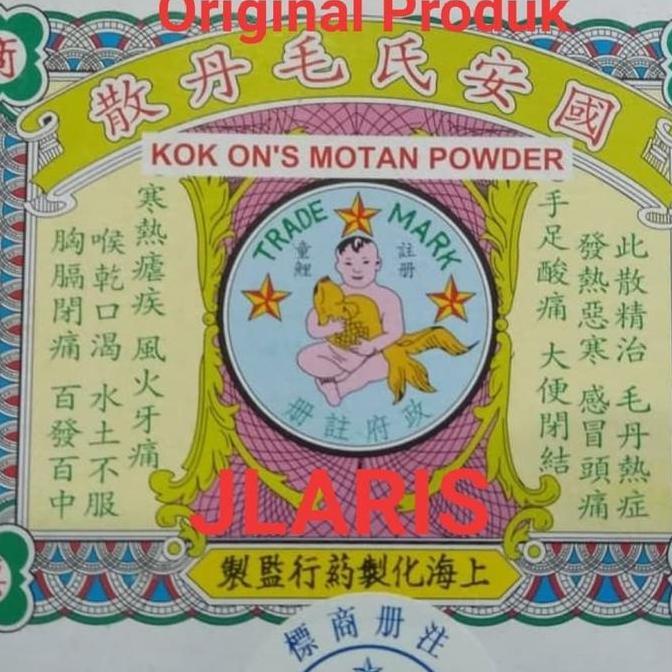 Original Produk
國安氏毛丹散
KOK ON'S MOTAN POWDER
此散精治 毛丹熱症
發熱惡寒 感冒頭痛
手足酸痛 大便閉結
TRADE MARK
註册
童鯉
政府註册
寒熱瘧疾 風火牙痛
喉乾口渴 水土不服
胸膈閉痛 百發百中
JLARIS
上海化製葯行監製
注册商標